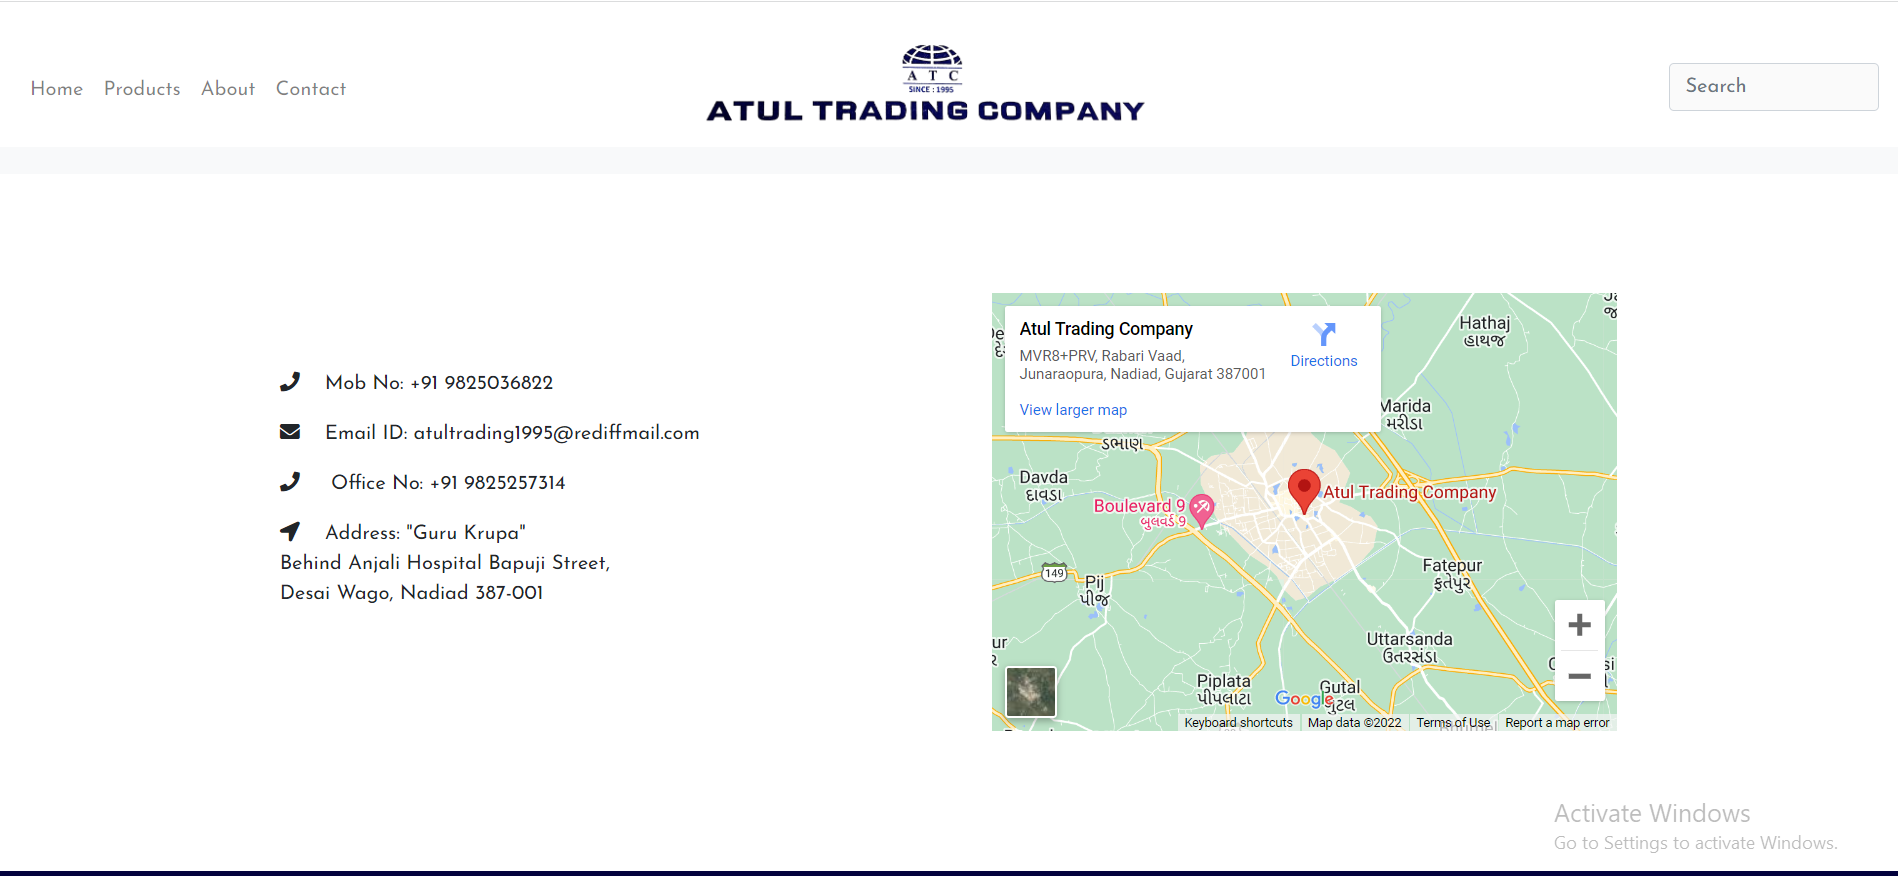 Home Products About Contact
A T C
SINCE : 1995
ATUL TRADING COMPANY
Search
Mob No: +91 9825036822
Email ID: atultrading1995@rediffmail.com
Office No: +91 9825257314
Address: "Guru Krupa"
Behind Anjali Hospital Bapuji Street,
Desai Wago, Nadiad 387-001
Atul Trading Company
MVR8+PRV, Rabari Vaad,
Junaraopura, Nadiad, Gujarat 387001
Directions
View larger map
Hathaj
હાથજ
Marida
મરીડા
ડભાણ
Davda
દાવડા
Atul Trading Company
Boulevard 9
બુલવર્ડ 9
149
Pij
પીજ
Fatepur
ફતેપુર
Uttarsanda
ઉતરસંડા
Piplata
પીપલાટા
Gutal
ગુટલ
Google
Keyboard shortcuts
Map data ©2022
Terms of Use
Report a map error
Activate Windows
Go to Settings to activate Windows.